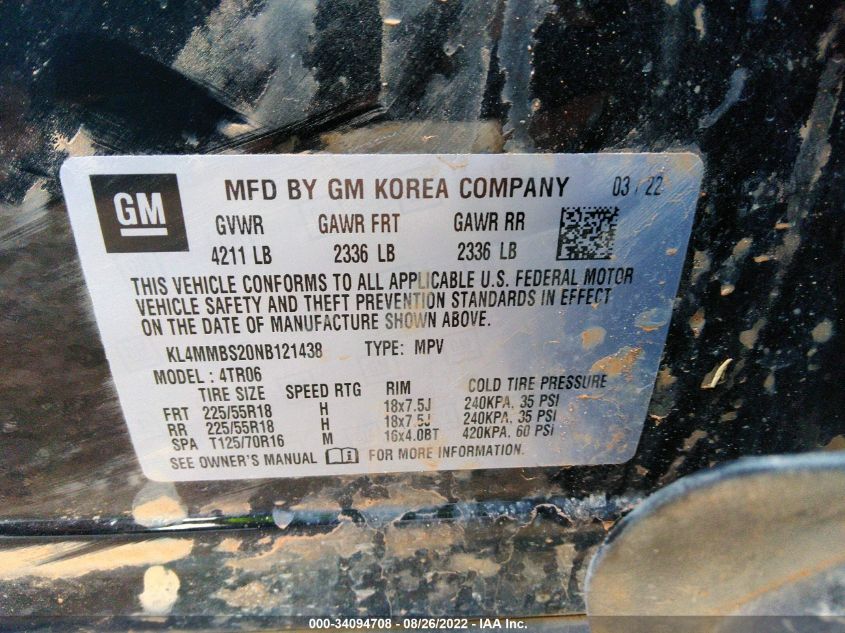 GM MFD BY GM KOREA COMPANY 03/22
GVWR GAWR FRT GAWR RR
4211 LB 2336 LB 2336 LB
THIS VEHICLE CONFORMS TO ALL APPLICABLE U.S. FEDERAL MOTOR
VEHICLE SAFETY AND THEFT PREVENTION STANDARDS IN EFFECT
ON THE DATE OF MANUFACTURE SHOWN ABOVE.
KL4MMBS20NB121438 TYPE: MPV
MODEL : 4TR06
TIRE SIZE SPEED RTG RIM COLD TIRE PRESSURE
FRT 225/55R18 H 18x7.5J 240KPA, 35 PSI
RR 225/55R18 H 18x7.5J 240KPA, 35 PSI
SPA T125/70R16 M 16x4.0BT 420KPA, 60 PSI
SEE OWNER'S MANUAL FOR MORE INFORMATION.
000-34094708 - 08/26/2022 - IAA Inc.